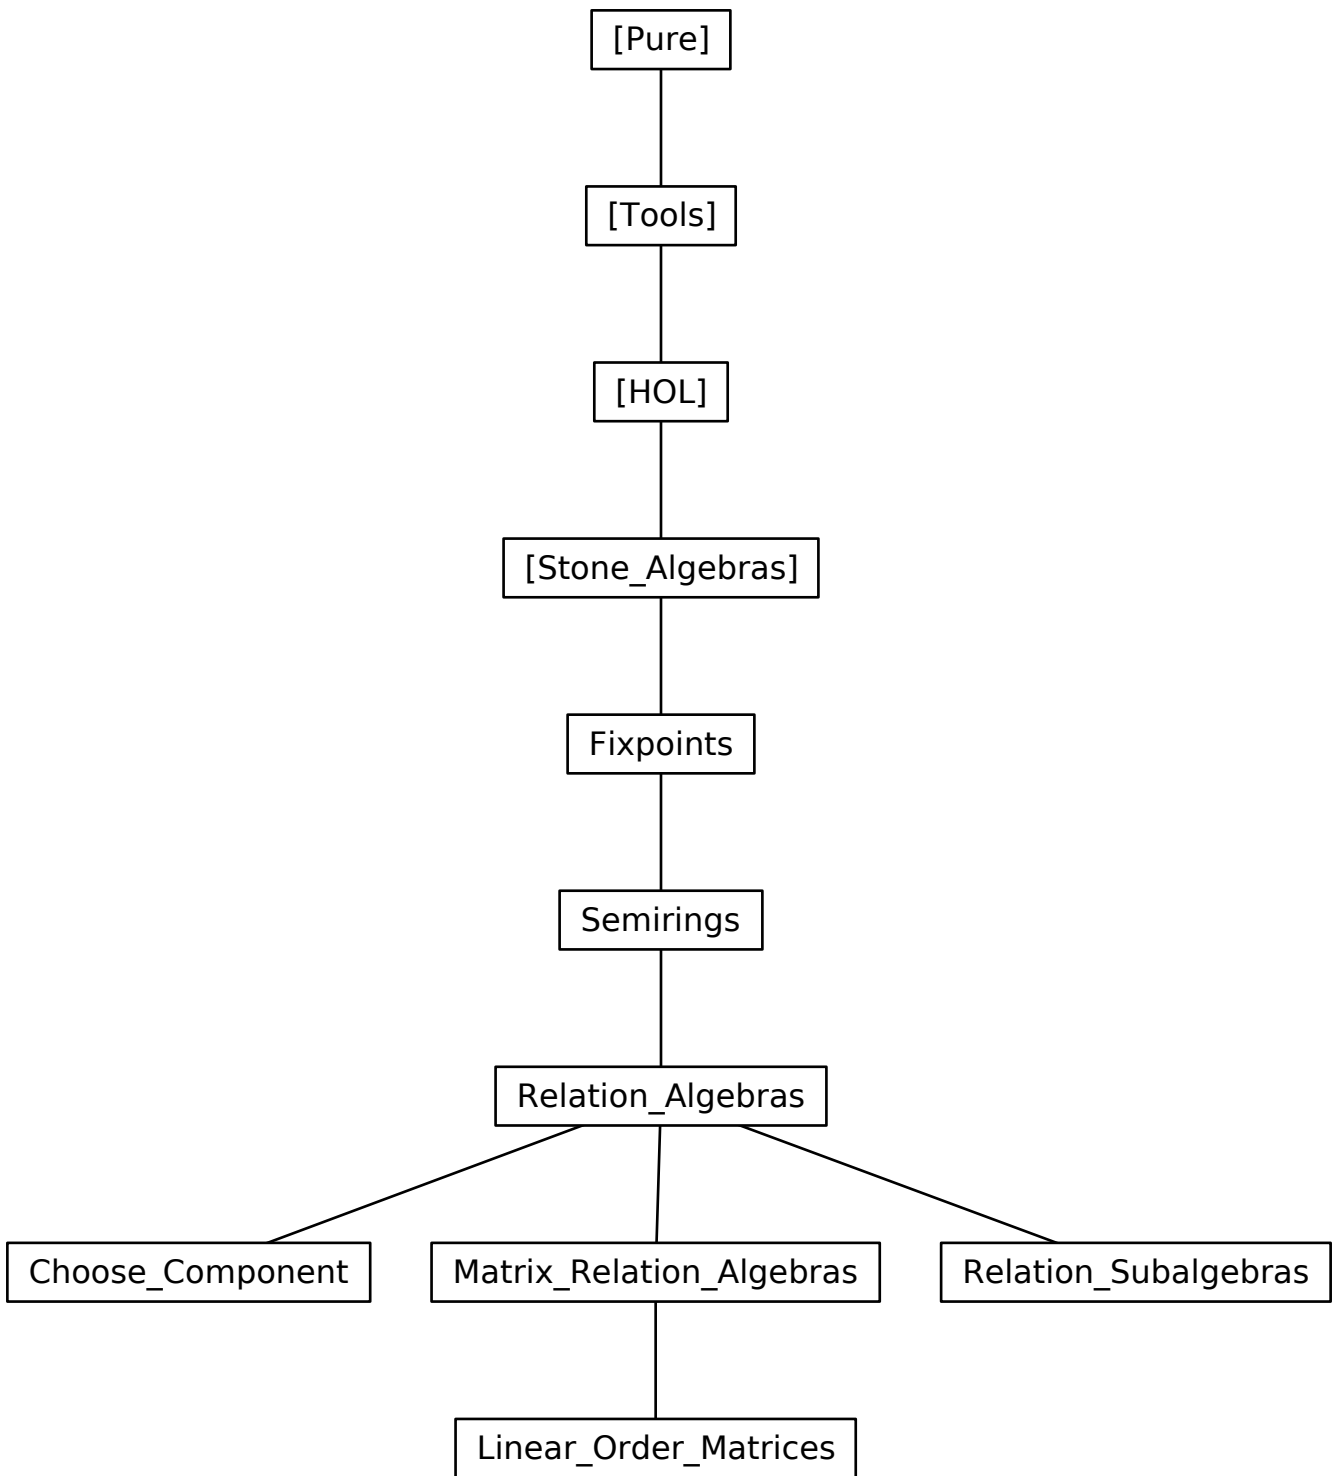 [Pure]
[Tools]
[HOL]
[Stone_Algebras]
Fixpoints
Semirings
Relation_Algebras
Choose_Component
Matrix_Relation_Algebras
Relation_Subalgebras
Linear_Order_Matrices